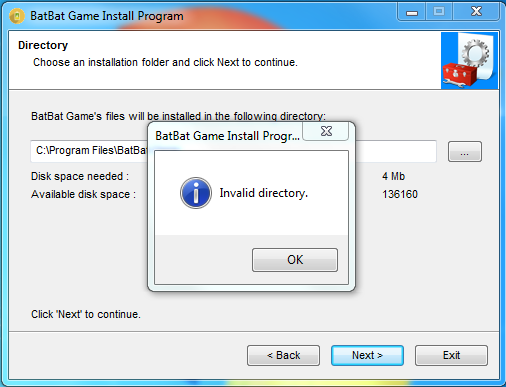 BatBat Game Install Program
Directory
Choose an installation folder and click Next to continue.
BatBat Game's files will be installed in the following directory:
C:\Program Files\BatBat
...
Disk space needed : 4 Mb
Available disk space : 136160
BatBat Game Install Progr...
Invalid directory.
OK
Click 'Next' to continue.
< Back Next > Exit